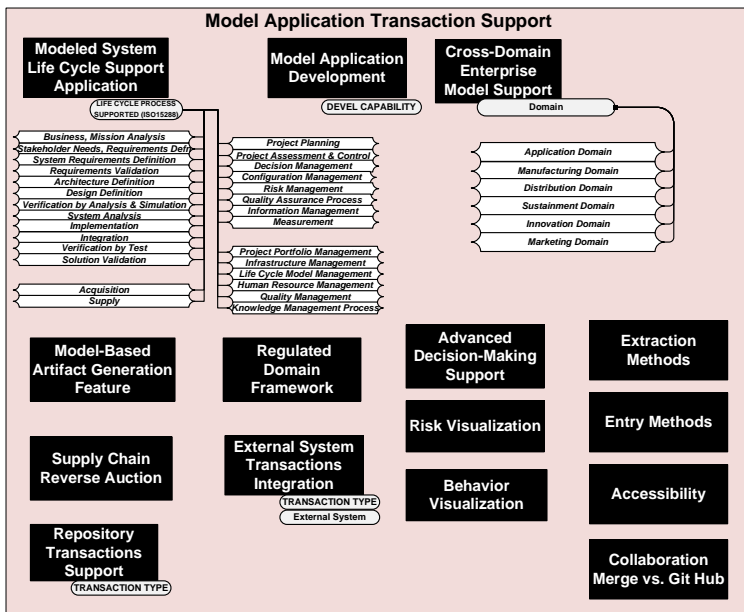 Model Application Transaction Support
Modeled System
Life Cycle Support
Application
LIFE CYCLE PROCESS
SUPPORTED (ISO15288)
Model Application
Development
DEVEL CAPABILITY
Cross-Domain
Enterprise
Model Support
Domain
Business, Mission Analysis
Stakeholder Needs, Requirements Defn
System Requirements Definition
Requirements Validation
Architecture Definition
Design Definition
Verification by Analysis & Simulation
System Analysis
Implementation
Integration
Verification by Test
Solution Validation
Acquisition
Supply
Project Planning
Project Assessment & Control
Decision Management
Configuration Management
Risk Management
Quality Assurance Process
Information Management
Measurement
Project Portfolio Management
Infrastructure Management
Life Cycle Model Management
Human Resource Management
Quality Management
Knowledge Management Process
Application Domain
Manufacturing Domain
Distribution Domain
Sustainment Domain
Innovation Domain
Marketing Domain
Model-Based
Artifact Generation
Feature
Regulated
Domain
Framework
Advanced
Decision-Making
Support
Extraction
Methods
Risk Visualization
Entry Methods
Supply Chain
Reverse Auction
External System
Transactions
Integration
TRANSACTION TYPE
External System
Behavior
Visualization
Accessibility
Repository
Transactions
Support
TRANSACTION TYPE
Collaboration
Merge vs. Git Hub